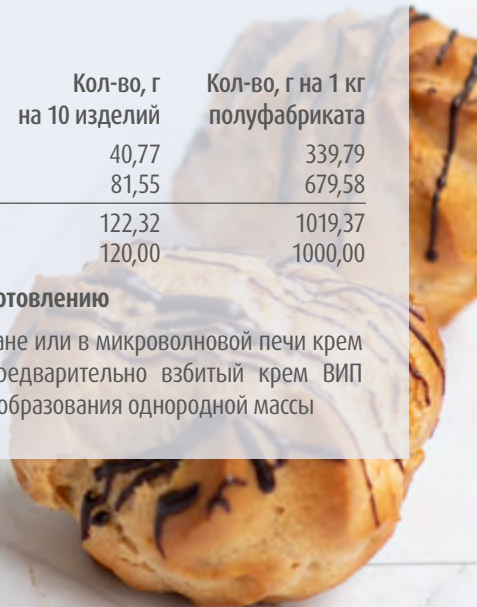 Кол-во, г Кол-во, г на 1 кг
на 10 изделий полуфабриката
40,77 339,79
81,55 679,58
122,32 1019,37
120,00 1000,00
отовлению
ане или в микроволновой печи крем
редварительно взбитый крем ВИП
образования однородной массы